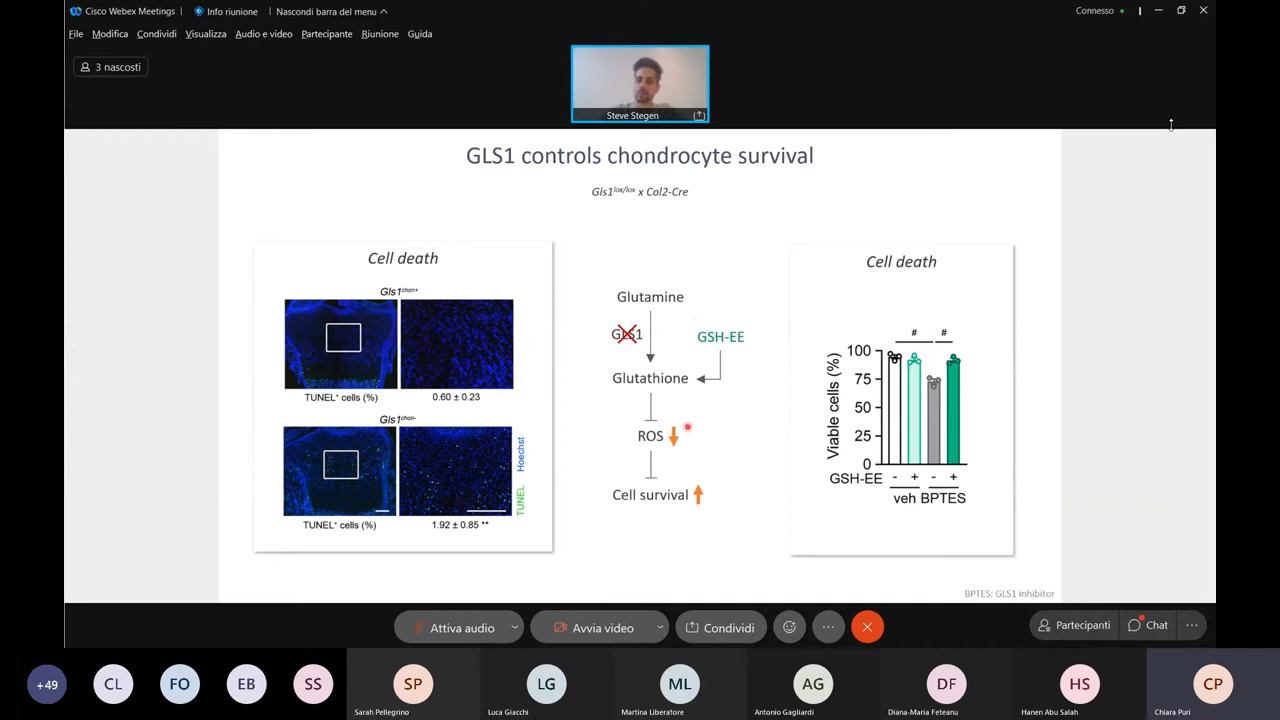 Cisco Webex Meetings
Info riunione
Nascondi barra del menu
Connesso
File Modifica Condividi Visualizza Audio e video Partecipante Riunione Guida
3 nascosti
Steve Stegen
GLS1 controls chondrocyte survival
Gls1lox/lox x Col2-Cre
Cell death
Gls1chon+
TUNEL+ cells (%) 0.60 ± 0.23
Gls1chon-
TUNEL Hoechst
TUNEL+ cells (%) 1.92 ± 0.85 **
Glutamine
GLS1
GSH-EE
Glutathione
ROS
Cell survival
Cell death
# #
Viable cells (%)
100
75
50
25
0
GSH-EE - + - +
veh BPTES
BPTES: GLS1 inhibitor
Attiva audio
Avvia video
Condividi
Partecipanti
Chat
+49 CL FO EB SS SP LG ML AG DF HS CP
Sarah Pellegrino
Luca Giacchi
Martina Liberatore
Antonio Gagliardi
Diana-Maria Feteanu
Hanen Abu Salah
Chiara Puri